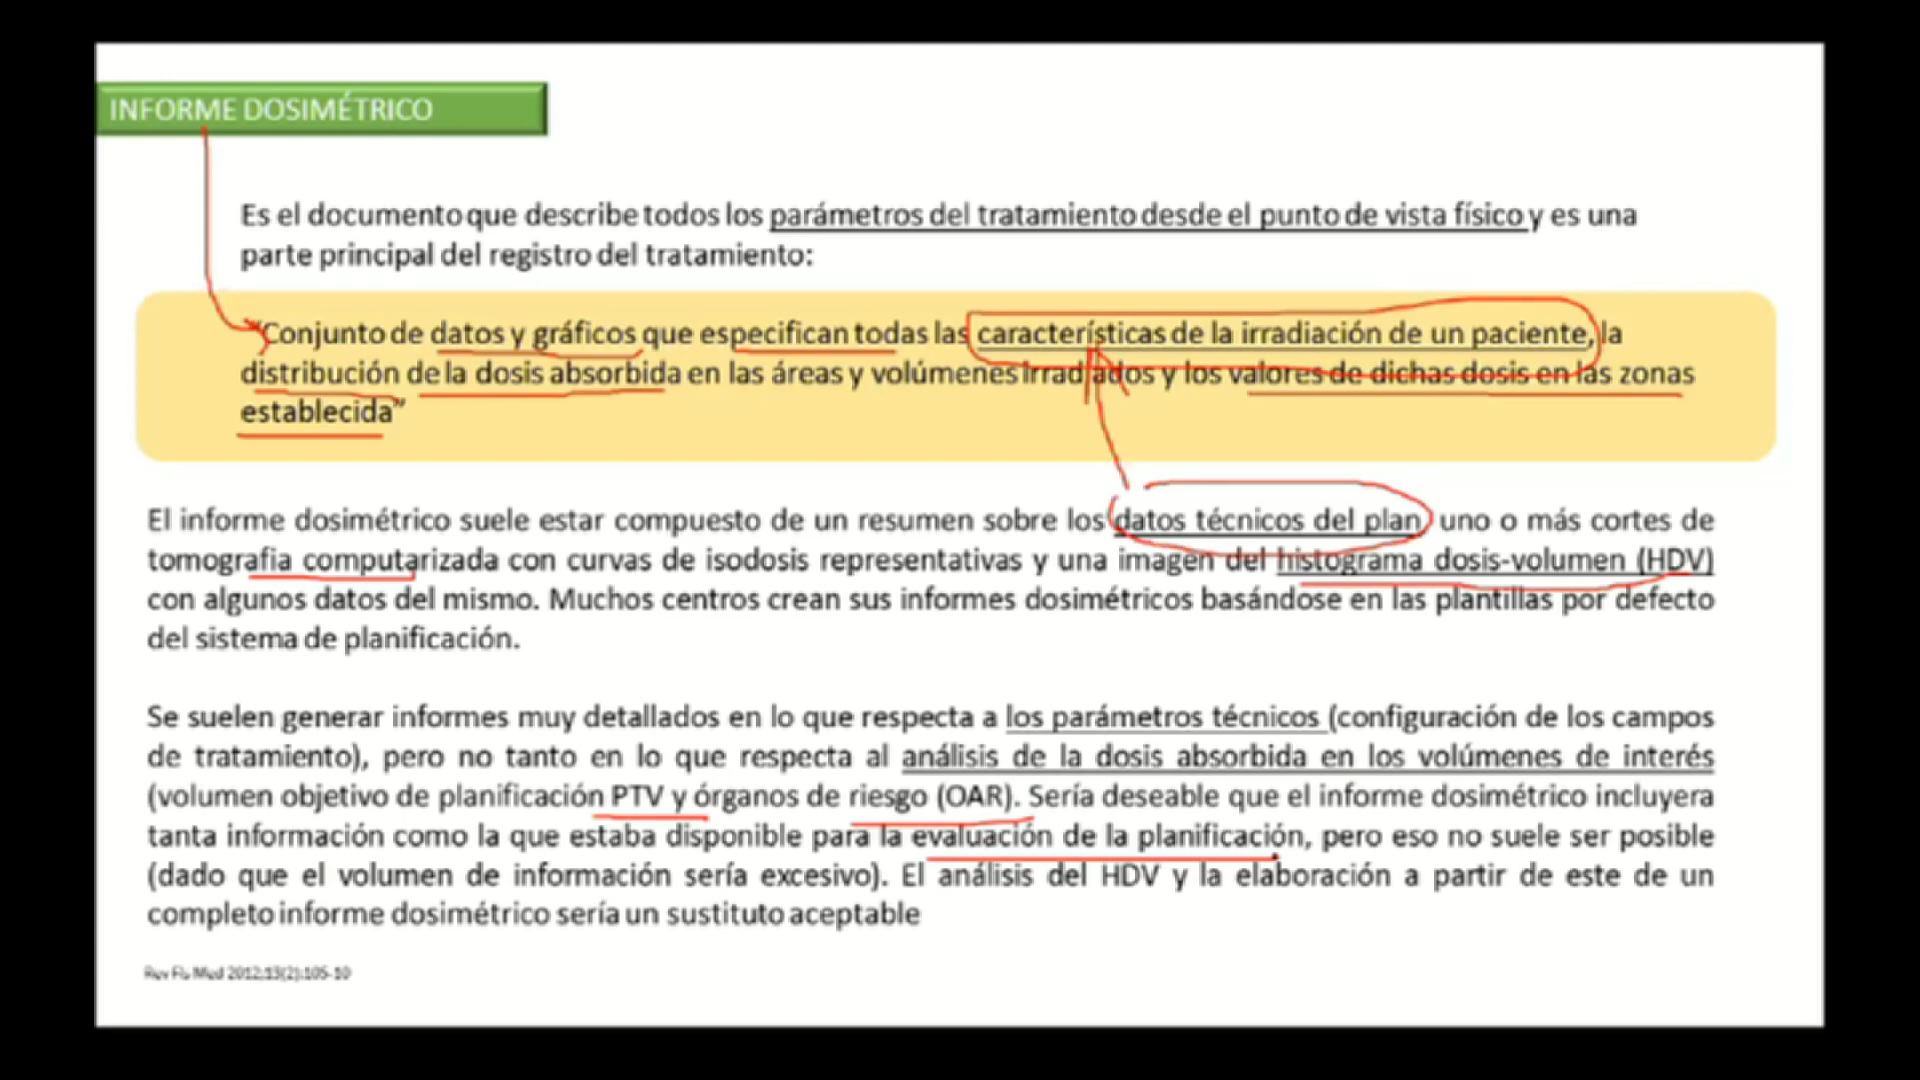 INFORME DOSIMÉTRICO
Es el documento que describe todos los parámetros del tratamiento desde el punto de vista físico y es una
parte principal del registro del tratamiento:
“Conjunto de datos y gráficos que especifican todas las características de la irradiación de un paciente, la
distribución de la dosis absorbida en las áreas y volúmenes irradiados y los valores de dichas dosis en las zonas
establecida”
El informe dosimétrico suele estar compuesto de un resumen sobre los datos técnicos del plan, uno o más cortes de
tomografia computarizada con curvas de isodosis representativas y una imagen del histograma dosis-volumen (HDV)
con algunos datos del mismo. Muchos centros crean sus informes dosimétricos basándose en las plantillas por defecto
del sistema de planificación.
Se suelen generar informes muy detallados en lo que respecta a los parámetros técnicos (configuración de los campos
de tratamiento), pero no tanto en lo que respecta al análisis de la dosis absorbida en los volúmenes de interés
(volumen objetivo de planificación PTV y órganos de riesgo (OAR). Sería deseable que el informe dosimétrico incluyera
tanta información como la que estaba disponible para la evaluación de la planificación, pero eso no suele ser posible
(dado que el volumen de información sería excesivo). El análisis del HDV y la elaboración a partir de este de un
completo informe dosimétrico sería un sustituto aceptable
Rev Fis Med 2012;13(2):105-10